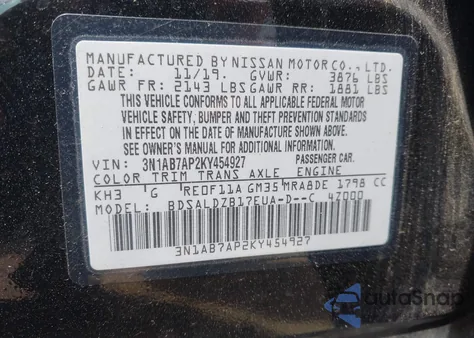 MANUFACTURED BY NISSAN MOTOR CO., LTD.
DATE: 11/19. GVWR: 3876 LBS
GAWR FR: 2143 LBS GAWR RR: 1881 LBS
THIS VEHICLE CONFORMS TO ALL APPLICABLE FEDERAL MOTOR
VEHICLE SAFETY, BUMPER AND THEFT PREVENTION STANDARDS
IN EFFECT ON THE DATE OF MANUFACTURE SHOWN ABOVE.
SEE OWNER'S MANUAL FOR ADDITIONAL INFORMATION.
VIN: 3N1AB7AP2KY454927 PASSENGER CAR.
COLOR TRIM TRANS AXLE ENGINE
KH3 G RE0F11A GM35 MRA8DE 1798 CC
MODEL: BDSALDZB17EUA-D--C 4Z000
3N1AB7AP2KY454927
autoSnap